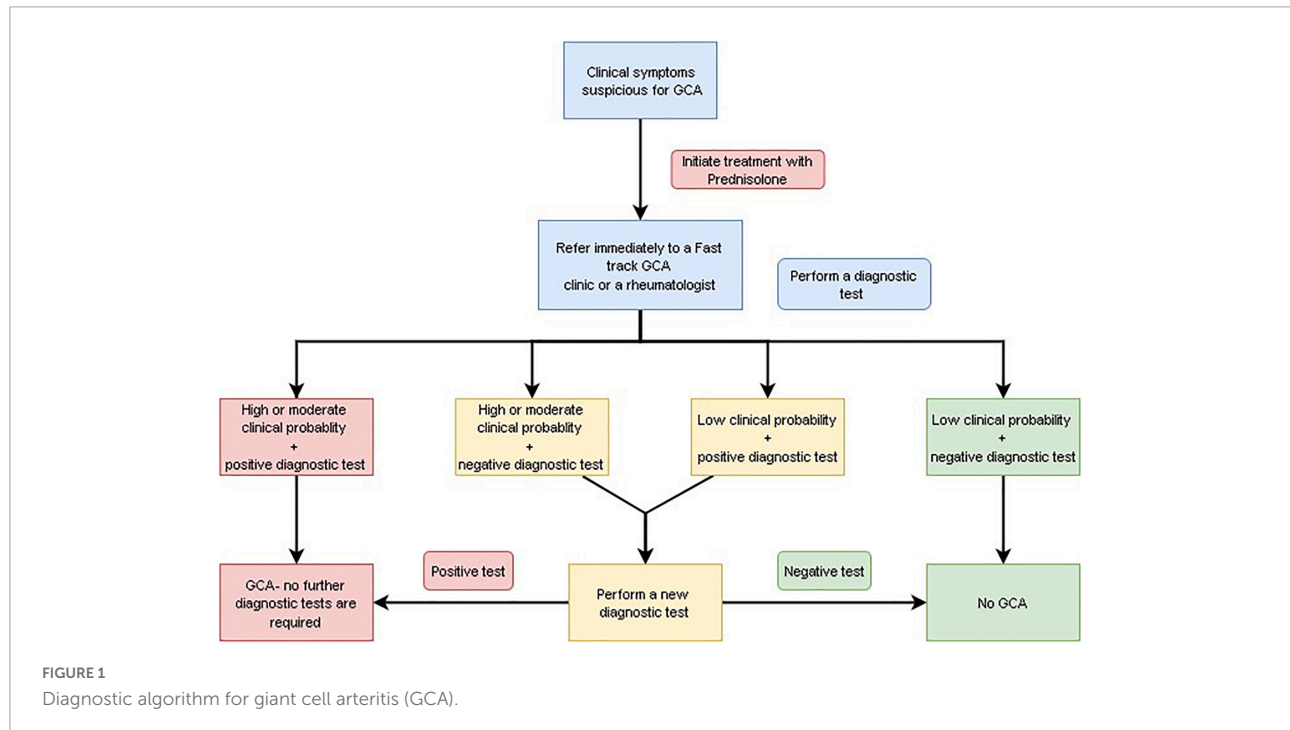 Clinical symptoms
suspicious for GCA
Initiate treatment with
Prednisolone
Refer immediately to a Fast
track GCA
clinic or a rheumatologist
Perform a diagnostic
test
High or moderate
clinical probablity
+
positive diagnostic test
High or moderate
clinical probablity
+
negative diagnostic test
Low clinical probability
+
positive diagnostic test
Low clinical probability
+
negative diagnostic test
GCA- no further
diagnostic tests are
required
Positive test
Perform a new
diagnostic test
Negative test
No GCA
FIGURE 1
Diagnostic algorithm for giant cell arteritis (GCA).